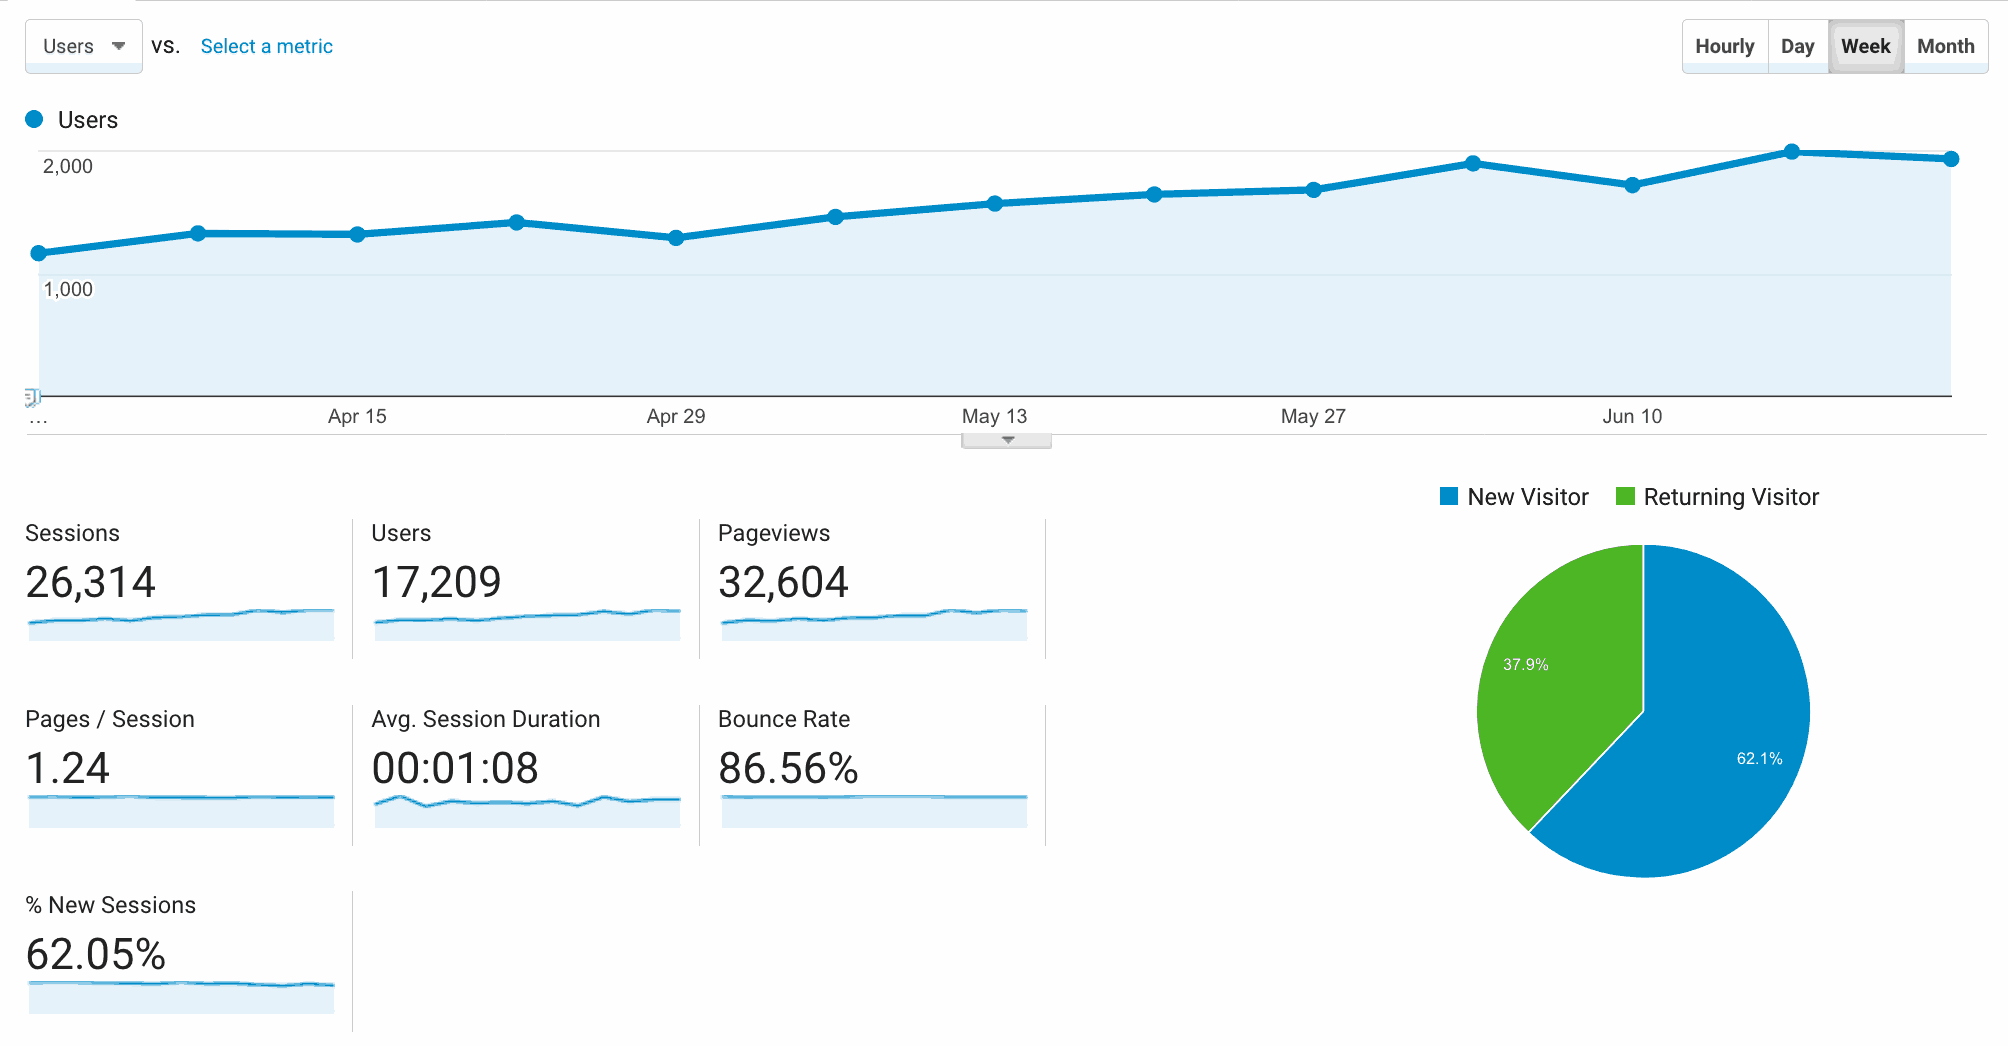 Users vs. Select a metric Hourly Day Week Month
Users
2,000
1,000
... Apr 15 Apr 29 May 13 May 27 Jun 10
New Visitor Returning Visitor
Sessions Users Pageviews
26,314 17,209 32,604
37.9%
Pages / Session Avg. Session Duration Bounce Rate
62.1%
1.24 00:01:08 86.56%
% New Sessions
62.05%